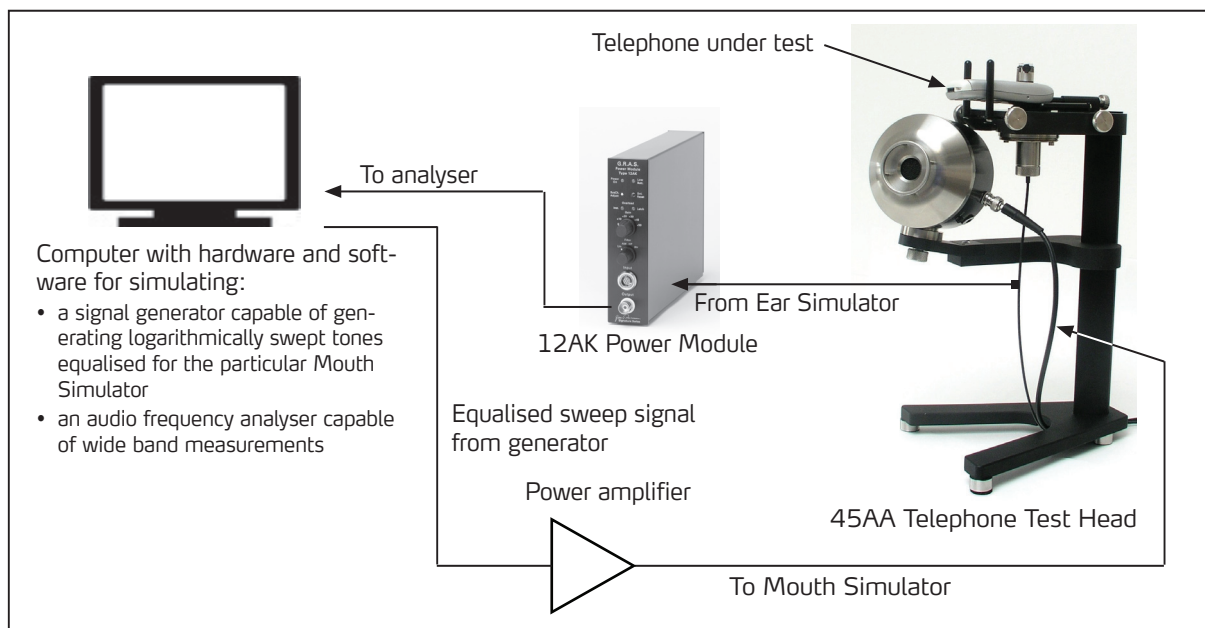 Telephone under test
G.R.A.S.
Power Module
To analyser
Computer with hardware and soft-
ware for simulating:
• a signal generator capable of gen-
erating logarithmically swept tones
equalised for the particular Mouth
Simulator
• an audio frequency analyser capable
of wide band measurements
From Ear Simulator
12AK Power Module
Equalised sweep signal
from generator
Power amplifier
45AA Telephone Test Head
To Mouth Simulator